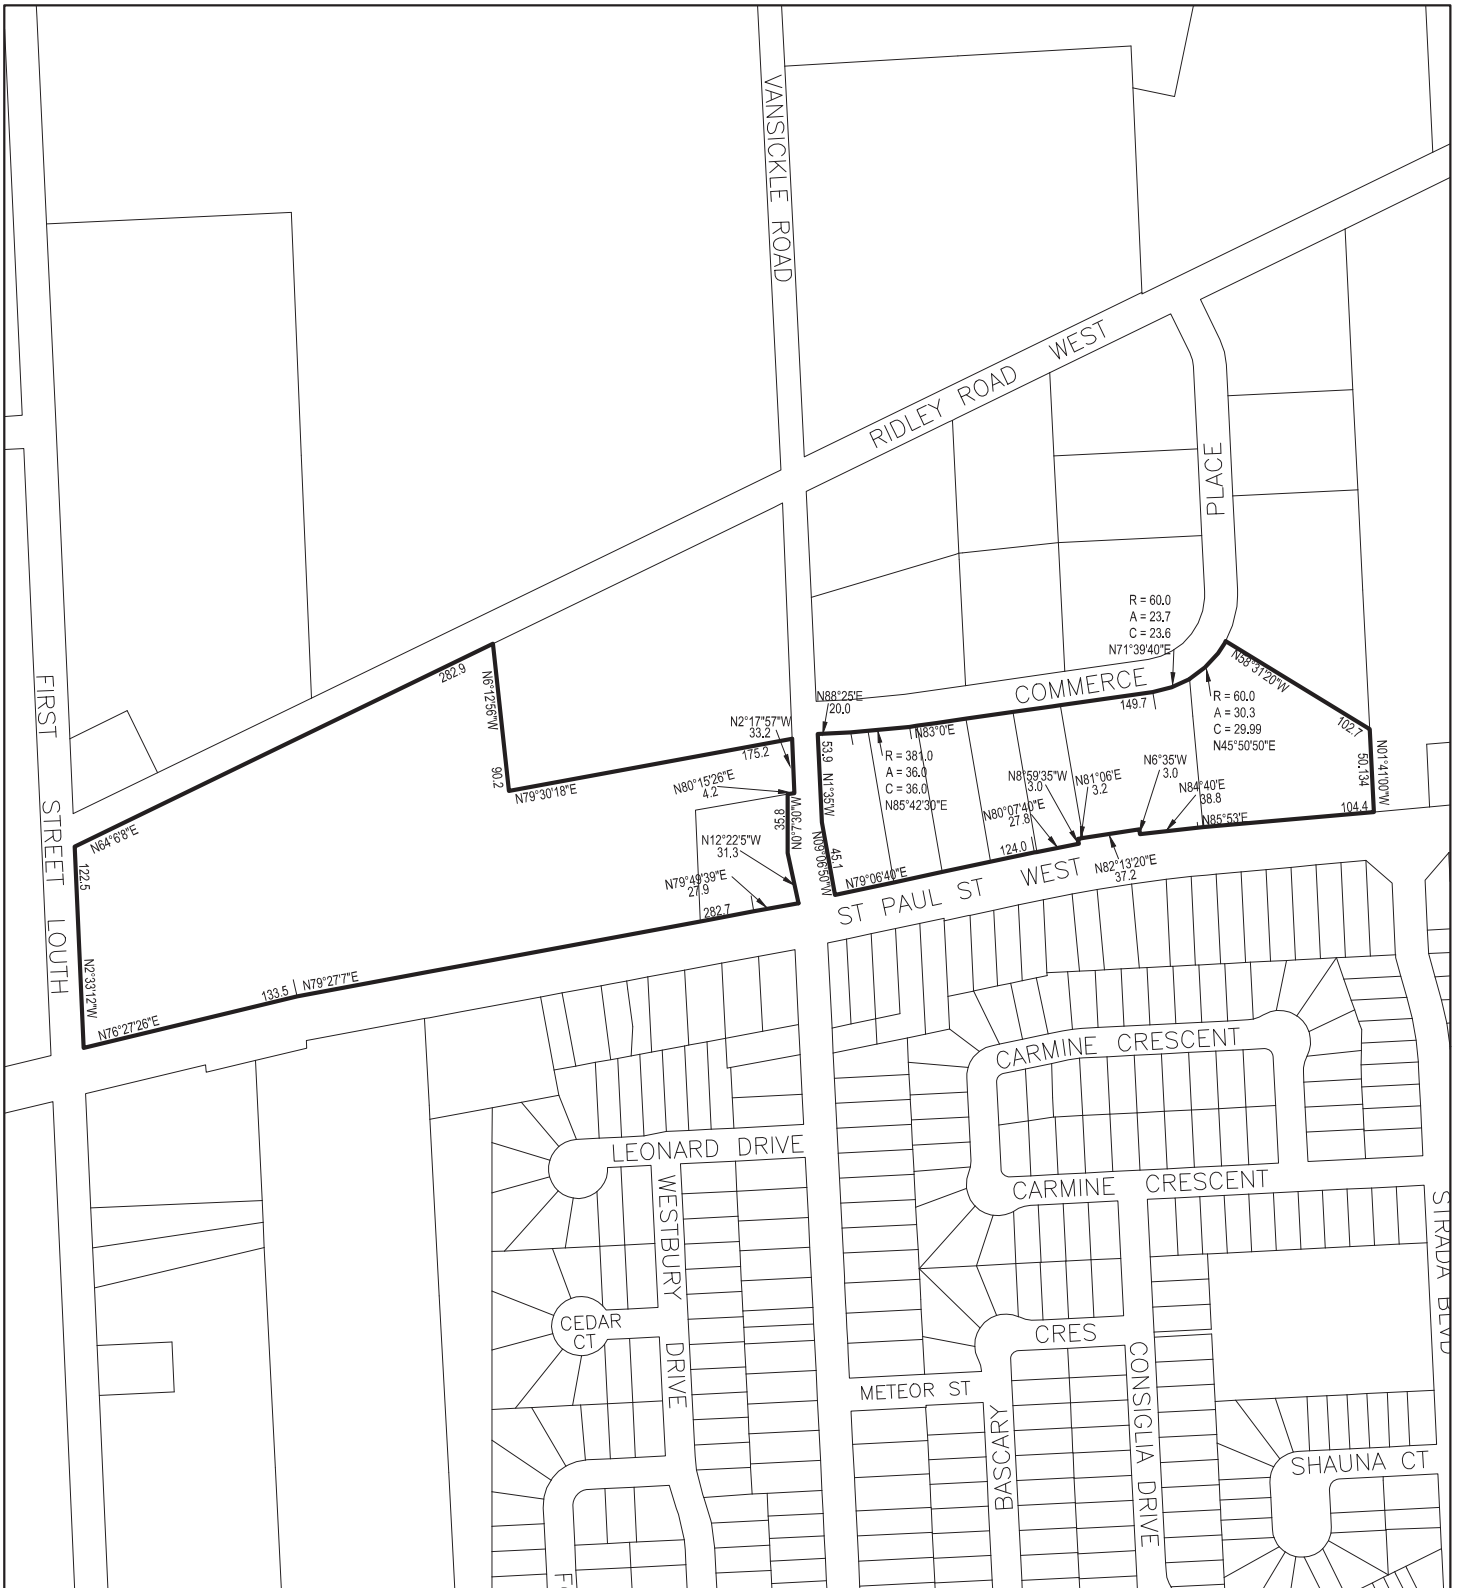 VANSICKLE ROAD
RIDLEY ROAD WEST
PLACE
R = 60.0
A = 23.7
C = 23.6
N71°39'40"E
282.9
N6°12'56"W
90.2
N58°31'20"W
102.7
FIRST STREET LOUTH
COMMERCE
149.7
N88°25'E
20.0
R = 60.0
A = 30.3
C = 29.99
N45°50'50"E
N2°17'57"W
33.2
175.2
N83°0'E
N01°41'00"W
50.134
53.9 N1°35'W
R = 381.0
A = 36.0
C = 36.0
N85°42'30"E
N6°35'W
3.0
N80°15'26"E
4.2
N79°30'18"E
N8°59'35"W
3.0
N81°06'E
3.2
N84°40'E
38.8
104.4
N85°53'E
N0°7'30"W
35.8
N80°07'40"E
27.8
N64°6'8"E
N12°22'5"W
31.3
N09°06'50"W
45.1
124.0
N82°13'20"E
37.2
122.5
N79°49'39"E
27.9
N79°06'40"E
ST PAUL ST WEST
282.7
N2°33'12"W
133.5
N79°27'7"E
N76°27'26"E
CARMINE CRESCENT
LEONARD DRIVE
CARMINE CRESCENT
WESTBURY DRIVE
STRADA BLVD
CEDAR
CT
CRES
METEOR ST
CONSIGLIA DRIVE
BASCARY
SHAUNA CT